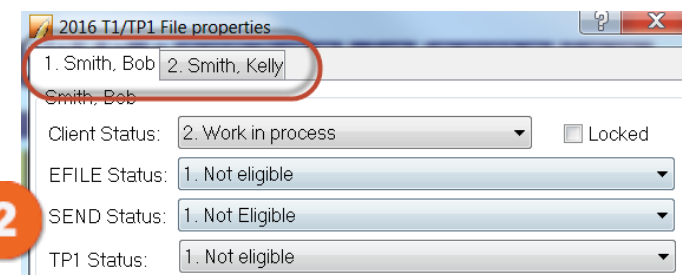 2016 T1/TP1 File properties
1. Smith, Bob 2. Smith, Kelly
Smith, Bob
Client Status: 2. Work in process Locked
EFILE Status: 1. Not eligible
SEND Status: 1. Not Eligible
2
TP1 Status: 1. Not eligible